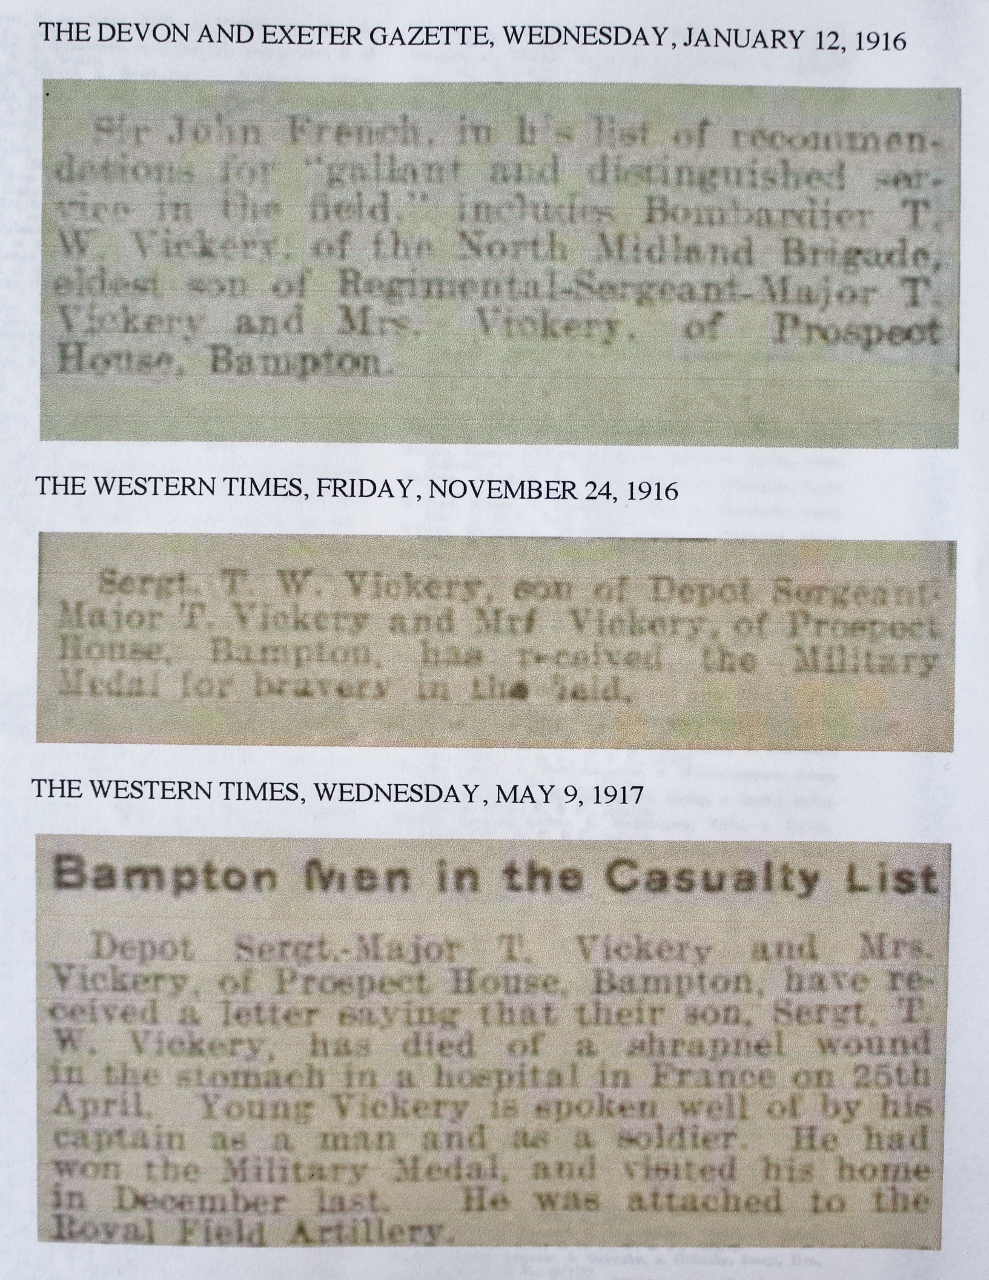 THE DEVON AND EXETER GAZETTE, WEDNESDAY, JANUARY 12, 1916
Sir John French, in h's list of recommen-
dations for "gallant and distinguished ser-
vice in the field," includes Bombardier T.
W. Vickery, of the North Midland Brigade,
eldest son of Regimental-Sergeant-Major T.
Vickery and Mrs. Vickery, of Prospect
House, Bampton.
THE WESTERN TIMES, FRIDAY, NOVEMBER 24, 1916
Sergt. T. W. Vickery, son of Depot Sergeant-
Major T. Vickery and Mrs Vickery, of Prospect
House, Bampton, has received the Military
Medal for bravery in the field.
THE WESTERN TIMES, WEDNESDAY, MAY 9, 1917
Bampton Men in the Casualty List
Depot Sergt.-Major T. Vickery and Mrs.
Vickery, of Prospect House, Bampton, have re-
ceived a letter saying that their son, Sergt. T.
W. Vickery, has died of a shrapnel wound
in the stomach in a hospital in France on 25th
April. Young Vickery is spoken well of by his
captain as a man and as a soldier. He had
won the Military Medal, and visited his home
in December last. He was attached to the
Royal Field Artillery.